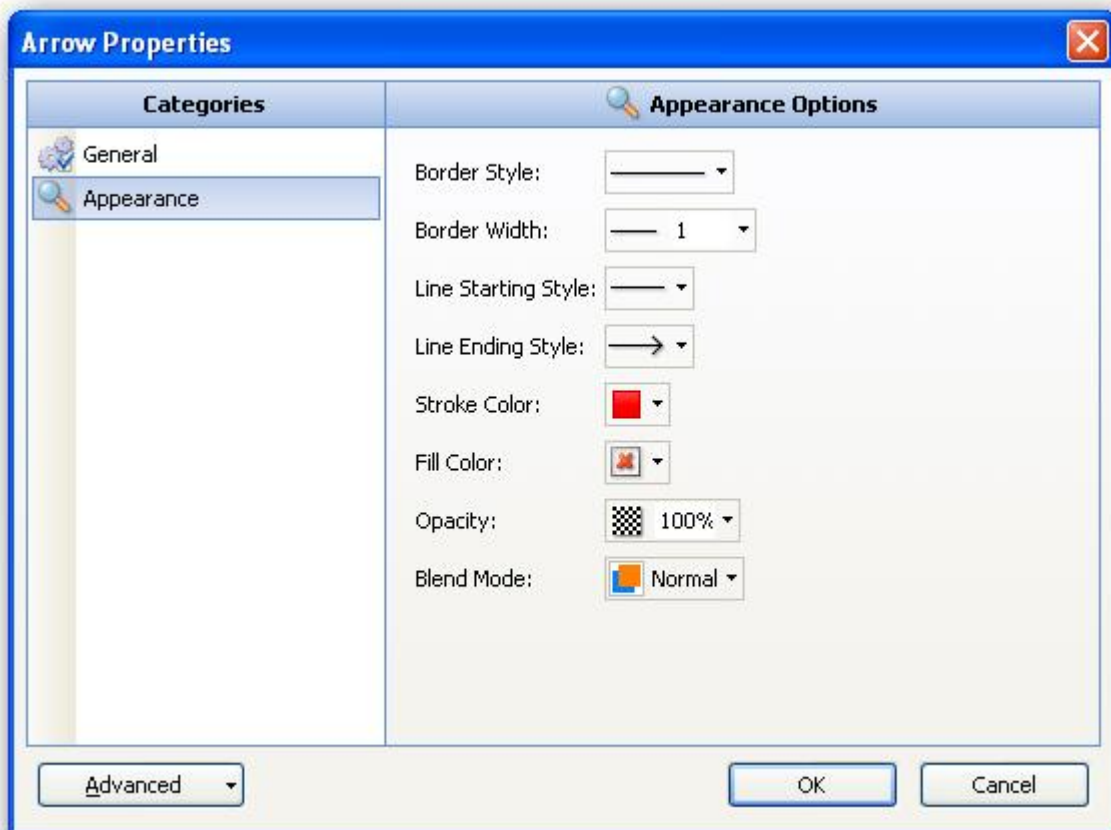 Arrow Properties
Categories
Appearance Options
General
Appearance
Border Style:
Border Width: 1
Line Starting Style:
Line Ending Style:
Stroke Color:
Fill Color:
Opacity: 100%
Blend Mode: Normal
Advanced OK Cancel